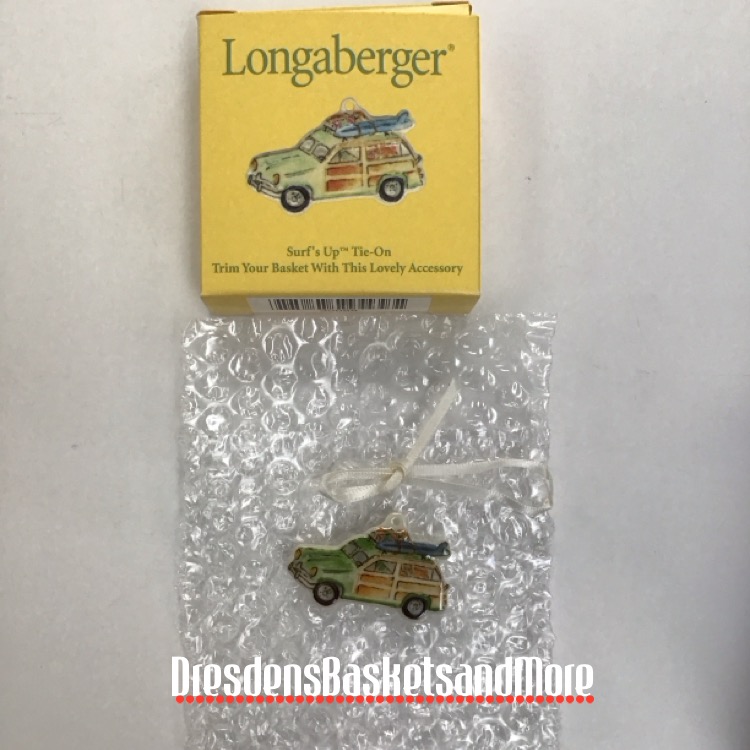 Longaberger®
Surf's Up™ Tie-On
Trim Your Basket With This Lovely Accessory
DresdensBasketsandMore